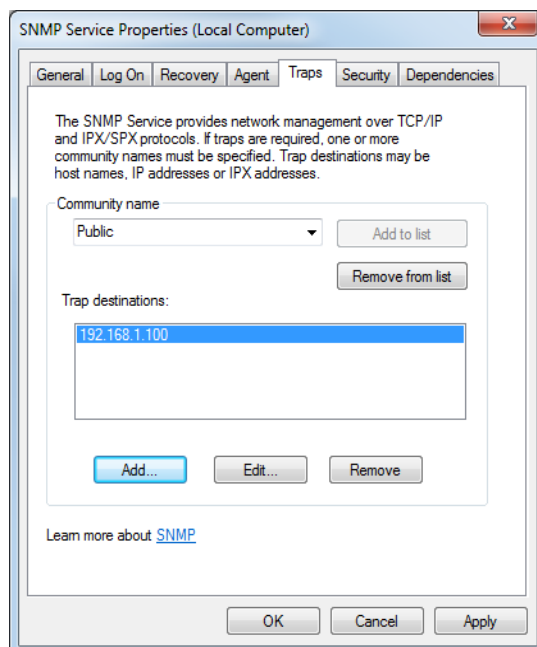 SNMP Service Properties (Local Computer)
General Log On Recovery Agent Traps Security Dependencies
The SNMP Service provides network management over TCP/IP
and IPX/SPX protocols. If traps are required, one or more
community names must be specified. Trap destinations may be
host names, IP addresses or IPX addresses.
Community name
Public Add to list
Remove from list
Trap destinations:
192.168.1.100
Add... Edit... Remove
Learn more about SNMP
OK Cancel Apply